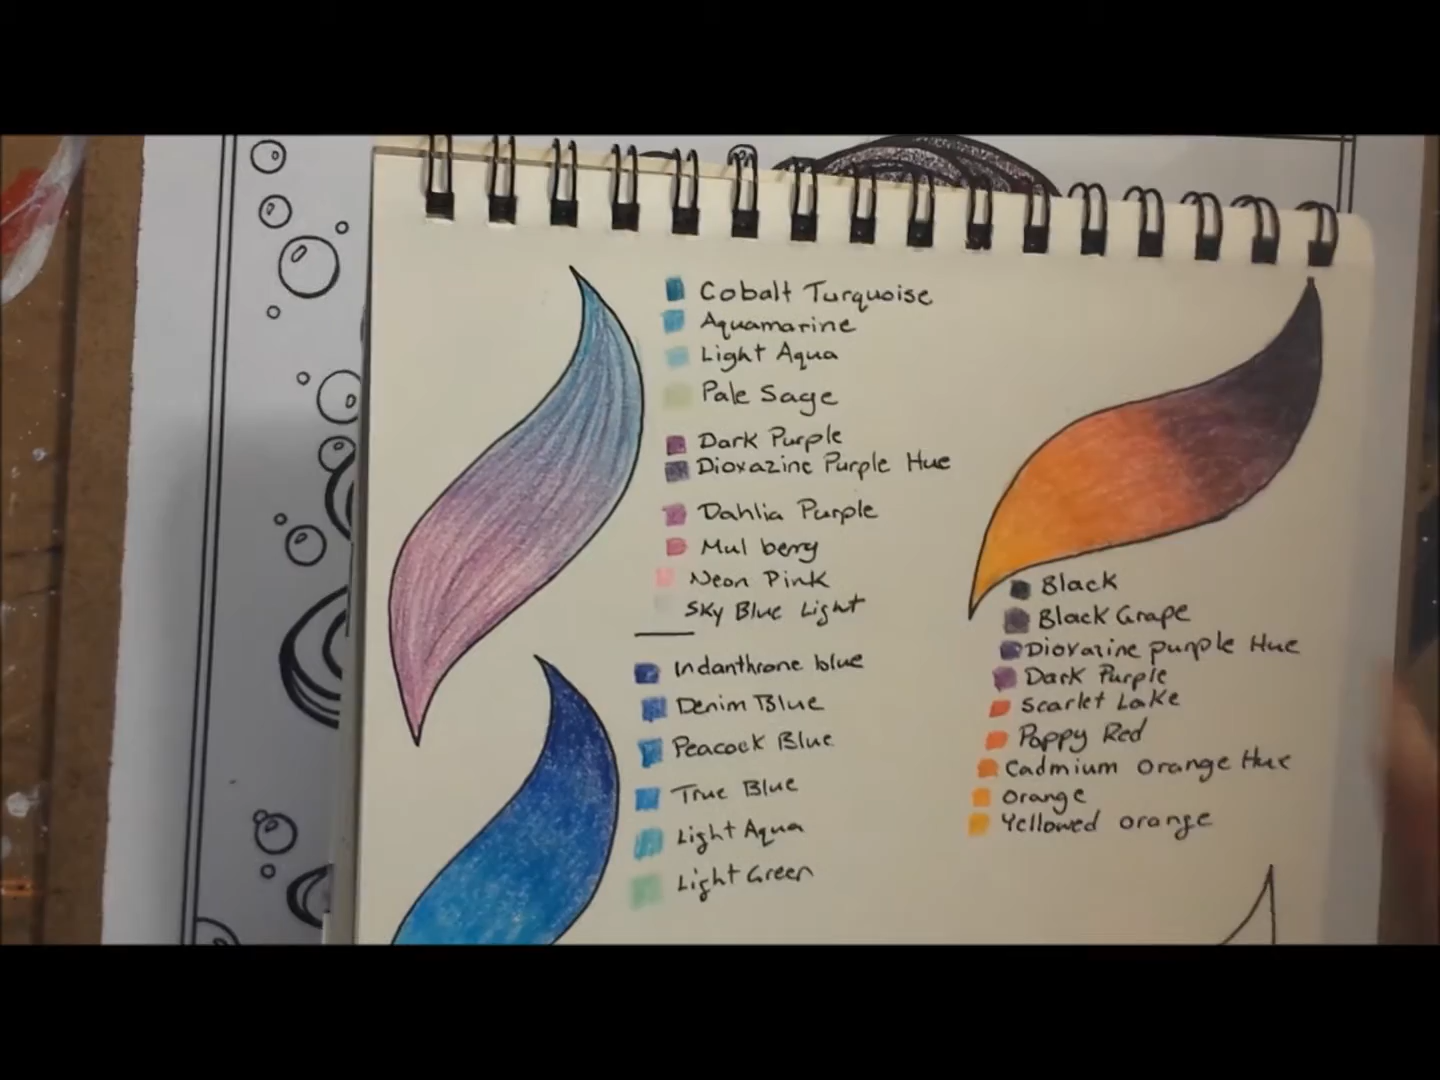 Cobalt Turquoise
Aquamarine
Light Aqua
Pale Sage
Dark Purple
Dioxazine Purple Hue
Dahlia Purple
Mul berry
Neon Pink
Sky Blue Light
Indanthrone blue
Denim Blue
Peacock Blue
True Blue
Light Aqua
Light Green
Black
Black Grape
Dioxazine purple Hue
Dark Purple
Scarlet Lake
Poppy Red
Cadmium Orange Hue
Orange
Yellowed orange